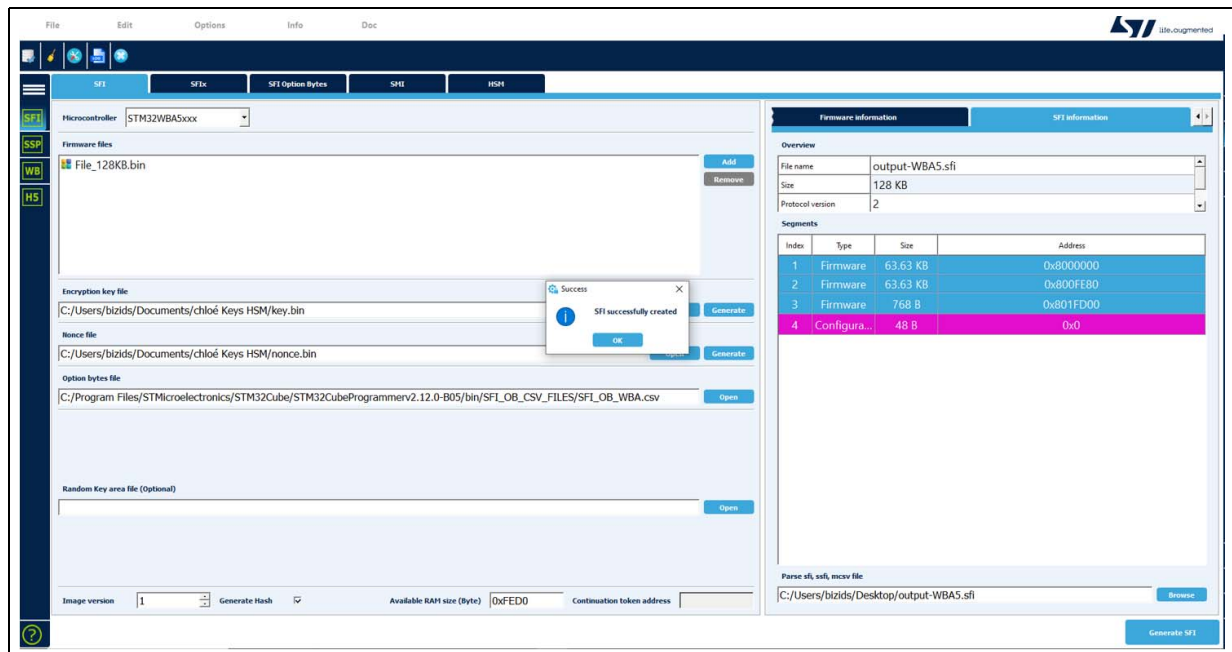 File Edit Options Info Doc
life.augmented
SFI SFIx SFI Option Bytes SMI HSM
SFI
SSP
WB
HS
Microcontroller STM32WBA5xxx
Firmware files
File_128KB.bin
Add
Remove
Encryption key file
C:/Users/bizids/Documents/chloé Keys HSM/key.bin
Generate
Nonce file
C:/Users/bizids/Documents/chloé Keys HSM/nonce.bin
Open Generate
Option bytes file
C:/Program Files/STMicroelectronics/STM32Cube/STM32CubeProgrammerv2.12.0-B05/bin/SFI_OB_CSV_FILES/SFI_OB_WBA.csv
Open
Random Key area file (Optional)
Open
Image version 1 Generate Hash Available RAM size (Byte) 0xFED0 Continuation token address
Success
SFI successfully created
OK
Firmware information SFI information
Overview
File name output-WBA5.sfi
Size 128 KB
Protocol version 2
Segments
Index Type Size Address
1 Firmware 63.63 KB 0x8000000
2 Firmware 63.63 KB 0x800FE80
3 Firmware 768 B 0x801FD00
4 Configura... 48 B 0x0
Parse sfi, ssfi, mcsv file
C:/Users/bizids/Desktop/output-WBA5.sfi
Browse
Generate SFI